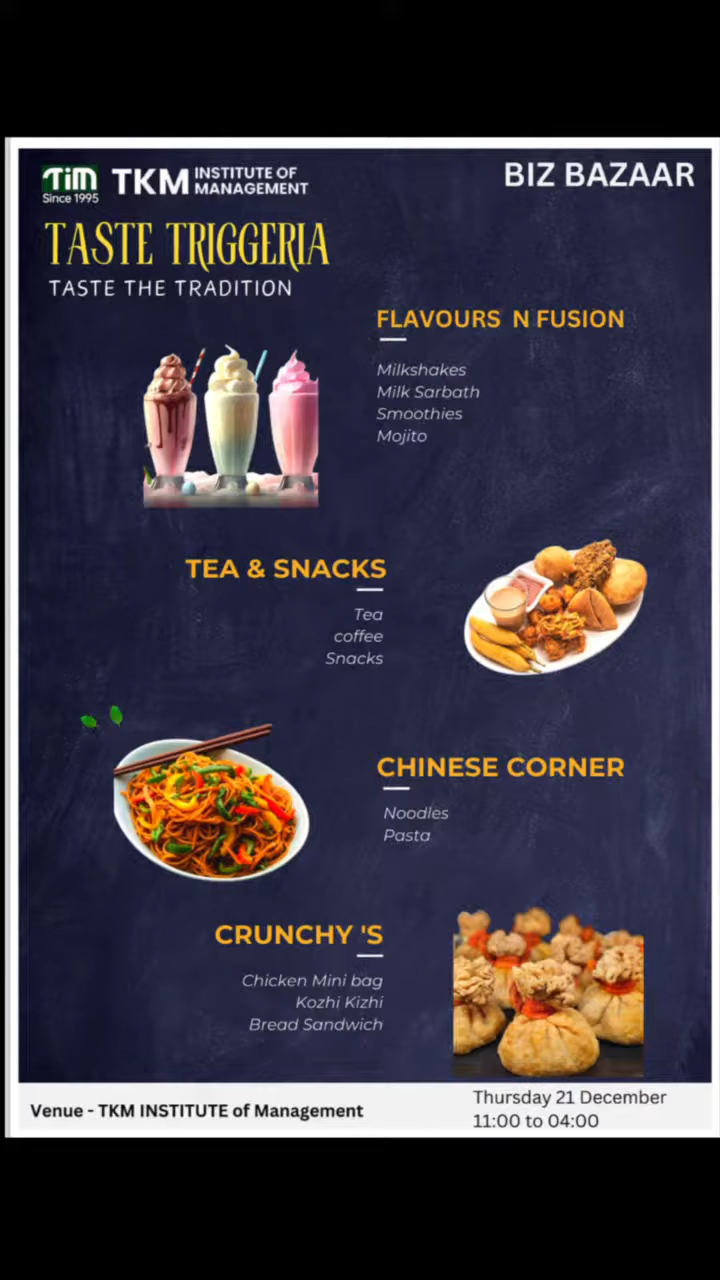 TiM
Since 1995
TKM INSTITUTE OF
MANAGEMENT
BIZ BAZAAR
TASTE TRIGGERIA
TASTE THE TRADITION
FLAVOURS N FUSION
Milkshakes
Milk Sarbath
Smoothies
Mojito
TEA & SNACKS
Tea
coffee
Snacks
CHINESE CORNER
Noodles
Pasta
CRUNCHY 'S
Chicken Mini bag
Kozhi Kizhi
Bread Sandwich
Venue - TKM INSTITUTE of Management
Thursday 21 December
11:00 to 04:00